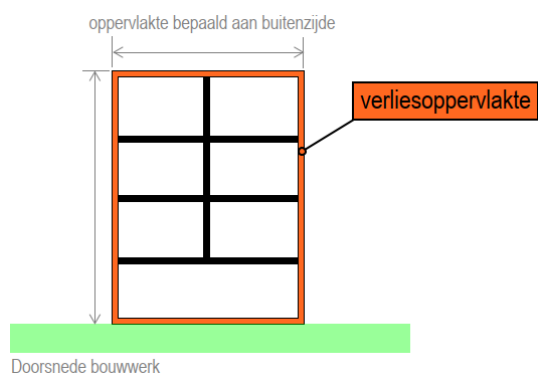 oppervlakte bepaald aan buitenzijde
verliesoppervlakte
Doorsnede bouwwerk